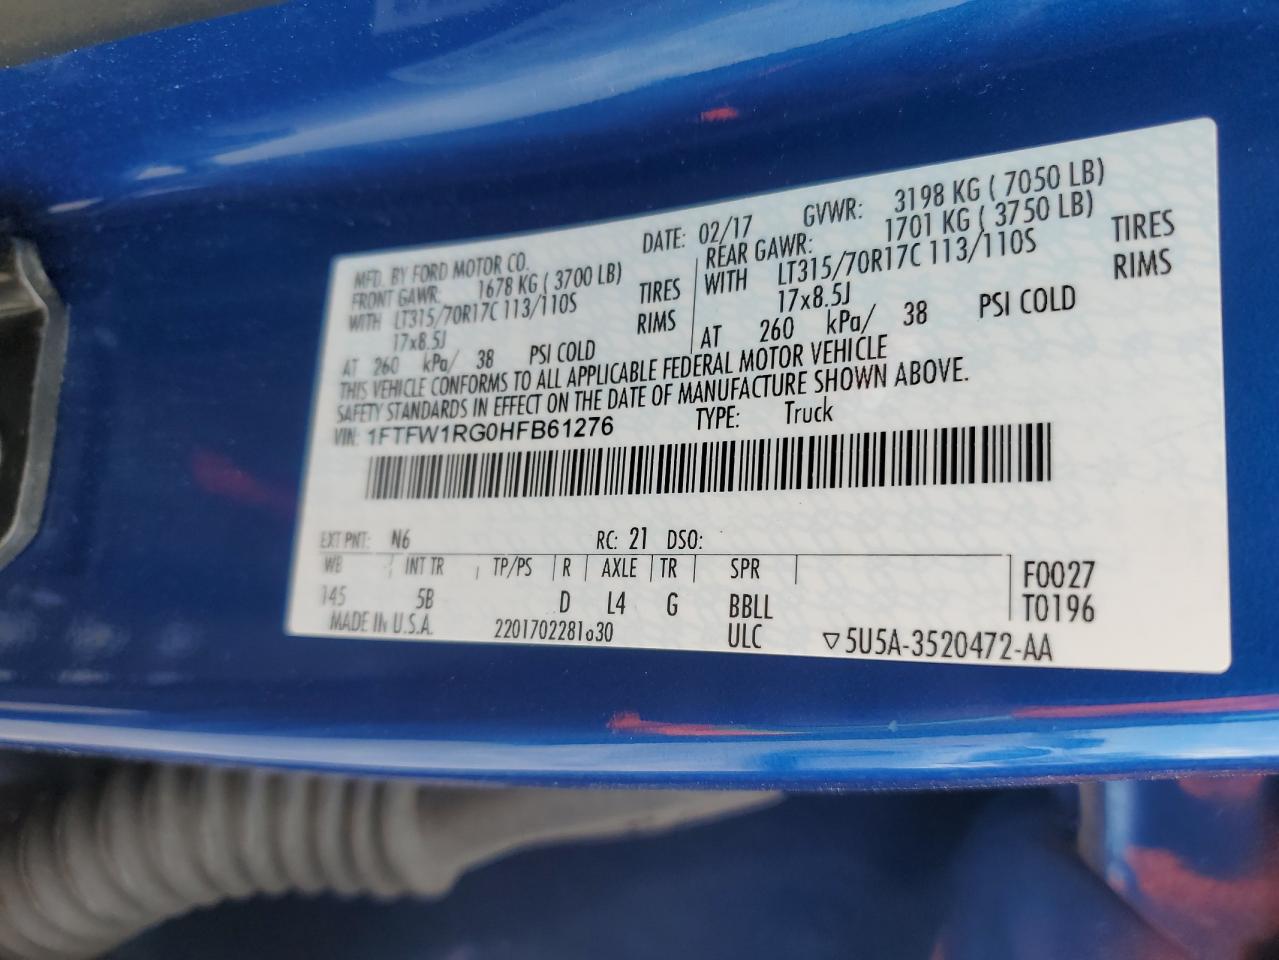 MFD. BY FORD MOTOR CO.
DATE: 02/17 GVWR: 3198 KG ( 7050 LB)
FRONT GAWR: 1678 KG ( 3700 LB)
WITH LT315/70R17C 113/110S TIRES
17x8.5J RIMS
AT 260 kPa/ 38 PSI COLD
REAR GAWR: 1701 KG ( 3750 LB)
WITH LT315/70R17C 113/110S TIRES
17x8.5J RIMS
AT 260 kPa/ 38 PSI COLD
THIS VEHICLE CONFORMS TO ALL APPLICABLE FEDERAL MOTOR VEHICLE
SAFETY STANDARDS IN EFFECT ON THE DATE OF MANUFACTURE SHOWN ABOVE.
VIN: 1FTFW1RG0HFB61276 TYPE: Truck
EXT PNT: N6 RC: 21 DSO:
WB INT TR TP/PS R AXLE TR SPR
145 5B D L4 G BBLL
F0027
T0196
MADE IN U.S.A. 2201702281o30 ULC ▽5U5A-3520472-AA